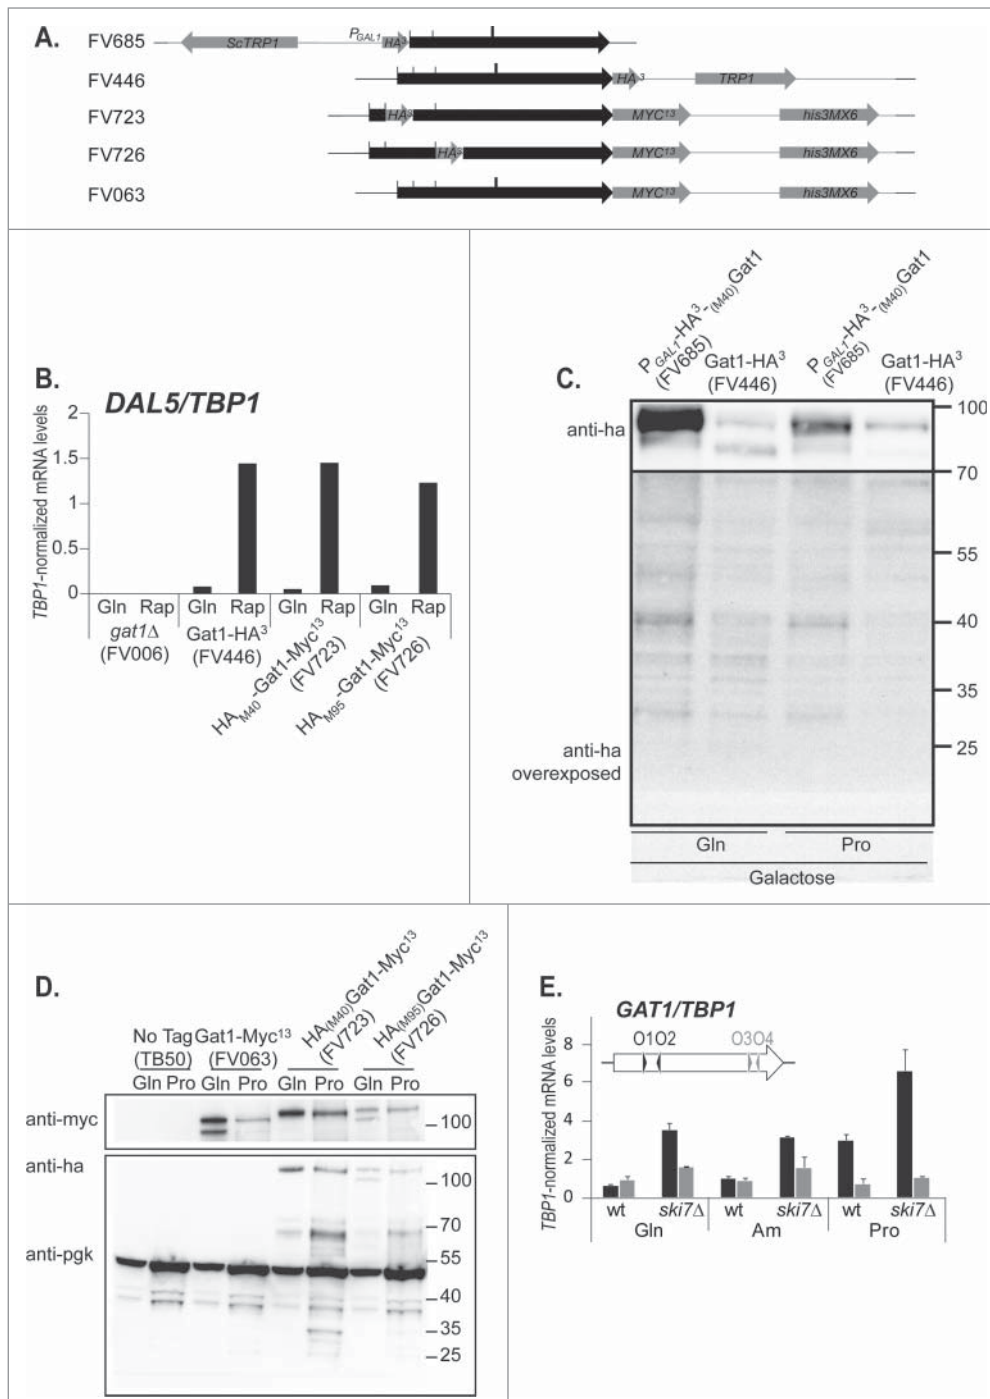 A.
FV685
ScTRP1
PGAL1
HA3
FV446
HA3
TRP1
FV723
HA3
MYC13
his3MX6
FV726
HA3
MYC13
his3MX6
FV063
MYC13
his3MX6
B.
DAL5/TBP1
TBP1-normalized mRNA levels
2
1.5
1
0.5
0
Gln Rap Gln Rap Gln Rap Gln Rap
gat1Δ
(FV006)
Gat1-HA3
(FV446)
HAM40-Gat1-Myc13
(FV723)
HAM95-Gat1-Myc13
(FV726)
C.
PGAL1-HA3-(M40)Gat1
(FV685)
Gat1-HA3
(FV446)
PGAL1-HA3-(M40)Gat1
(FV685)
Gat1-HA3
(FV446)
anti-ha
100
70
55
40
35
25
anti-ha
overexposed
Gln
Pro
Galactose
D.
No Tag
(TB50)
Gat1-Myc13
(FV063)
HA(M40)Gat1-Myc13
(FV723)
HA(M95)Gat1-Myc13
(FV726)
Gln Pro Gln Pro Gln Pro Gln Pro
anti-myc
100
anti-ha
100
70
anti-pgk
55
40
35
25
E.
GAT1/TBP1
O1O2
O3O4
TBP1-normalized mRNA levels
8
6
4
2
0
wt ski7Δ wt ski7Δ wt ski7Δ
Gln Am Pro